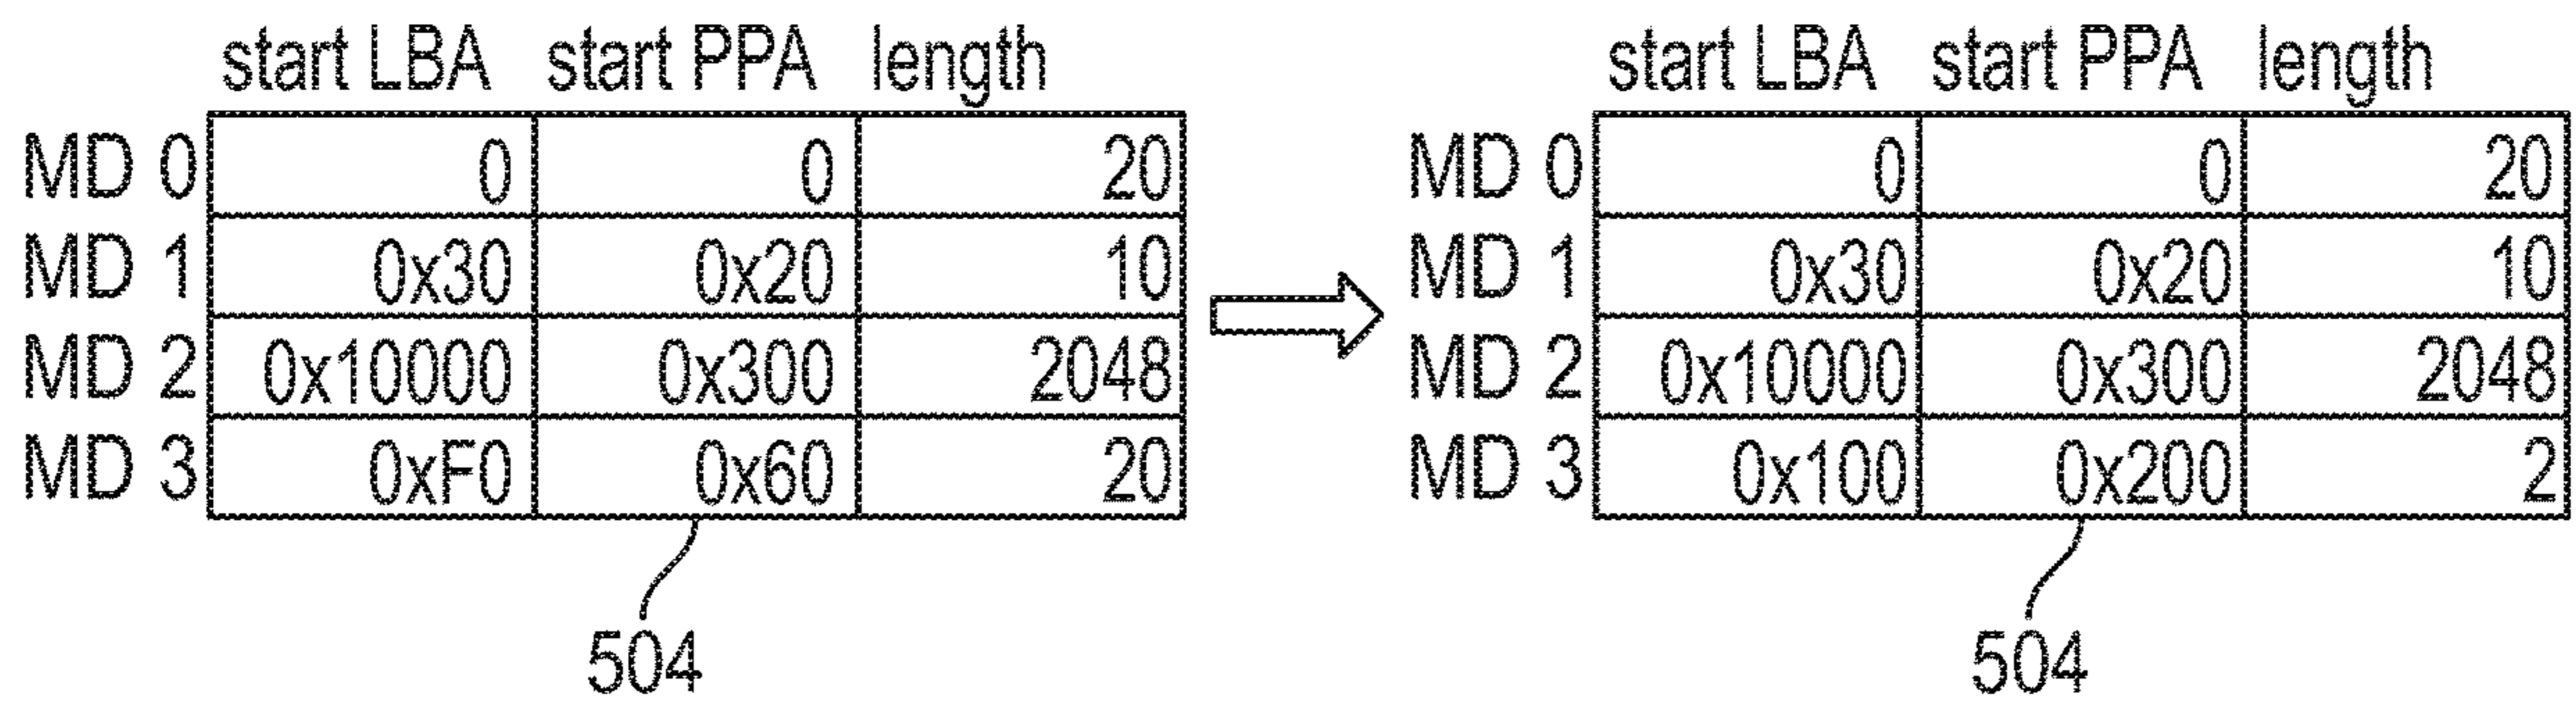 start LBA start PPA length
MD 0 0 0 20
MD 1 0x30 0x20 10
MD 2 0x10000 0x300 2048
MD 3 0xF0 0x60 20
504
start LBA start PPA length
MD 0 0 0 20
MD 1 0x30 0x20 10
MD 2 0x10000 0x300 2048
MD 3 0x100 0x200 2
504